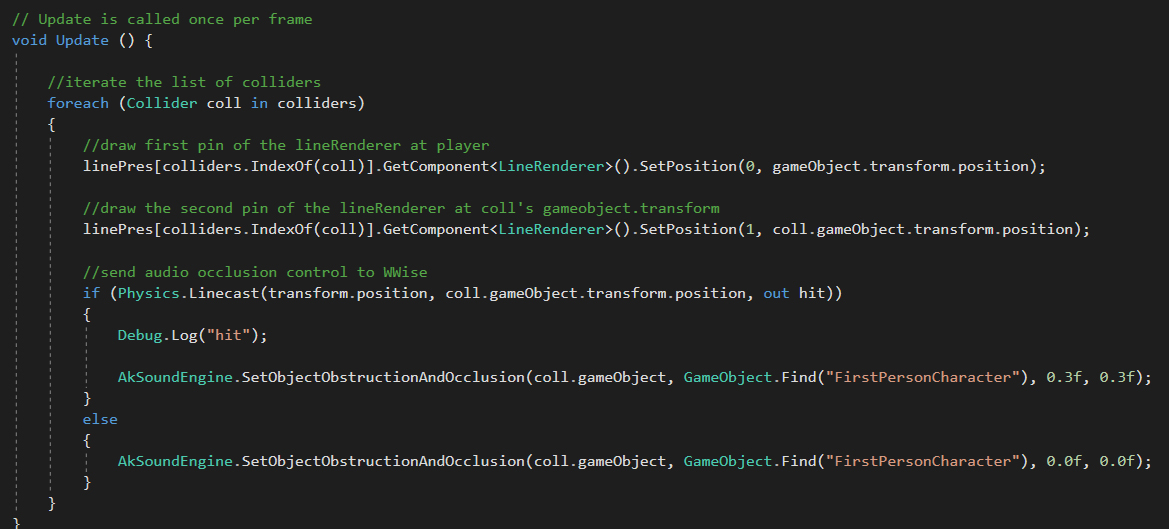 // Update is called once per frame
void Update () {
//iterate the list of colliders
foreach (Collider coll in colliders)
{
//draw first pin of the lineRenderer at player
linePres[colliders.IndexOf(coll)].GetComponent<LineRenderer>().SetPosition(0, gameObject.transform.position);
//draw the second pin of the lineRenderer at coll's gameobject.transform
linePres[colliders.IndexOf(coll)].GetComponent<LineRenderer>().SetPosition(1, coll.gameObject.transform.position);
//send audio occlusion control to WWise
if (Physics.Linecast(transform.position, coll.gameObject.transform.position, out hit))
{
Debug.Log("hit");
AkSoundEngine.SetObjectObstructionAndOcclusion(coll.gameObject, GameObject.Find("FirstPersonCharacter"), 0.3f, 0.3f);
}
else
{
AkSoundEngine.SetObjectObstructionAndOcclusion(coll.gameObject, GameObject.Find("FirstPersonCharacter"), 0.0f, 0.0f);
}
}
}